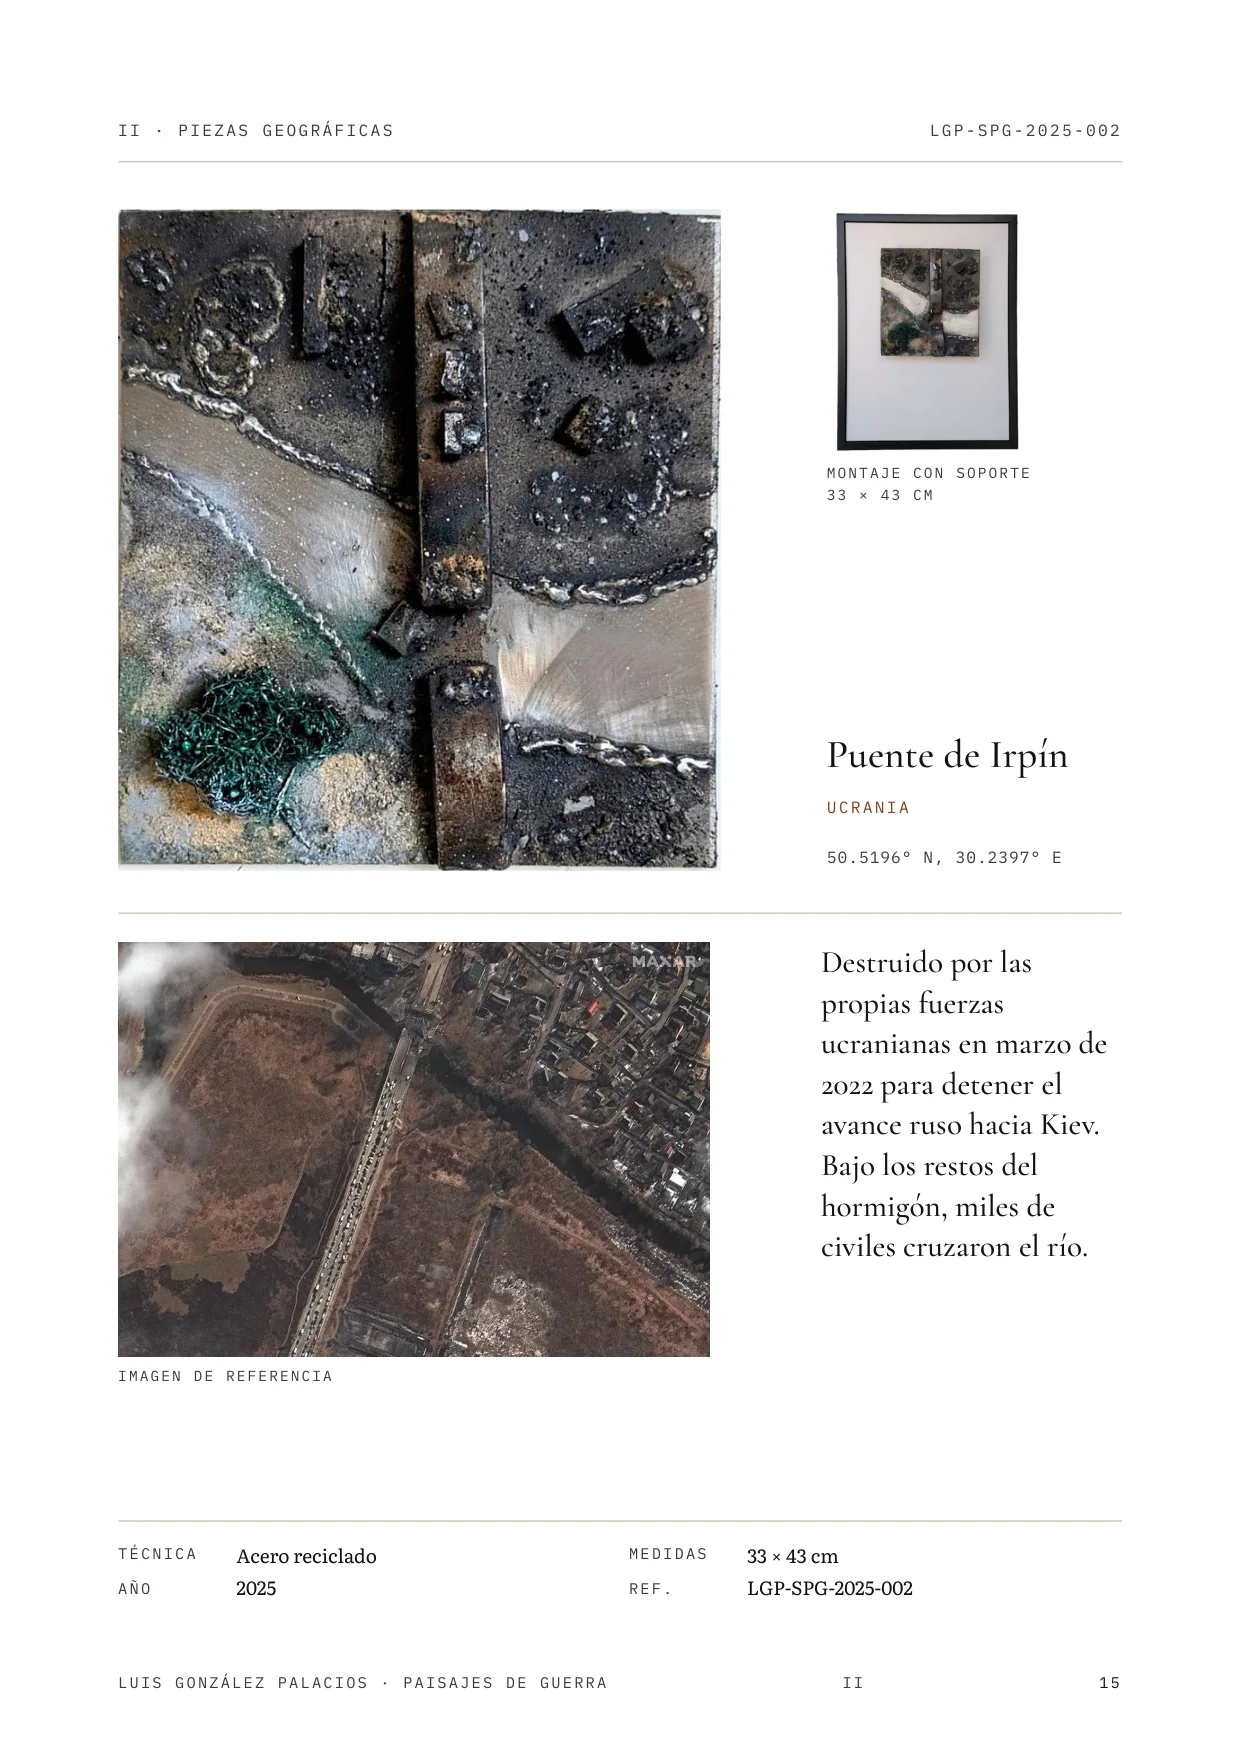 II · PIEZAS GEOGRÁFICAS
LGP-SPG-2025-002
MONTAJE CON SOPORTE
33 × 43 CM
Puente de Irpín
UCRANIA
50.5196° N, 30.2397° E
MAXAR
Destruido por las
propias fuerzas
ucranianas en marzo de
2022 para detener el
avance ruso hacia Kiev.
Bajo los restos del
hormigón, miles de
civiles cruzaron el río.
IMAGEN DE REFERENCIA
TÉCNICA Acero reciclado
MEDIDAS 33 × 43 cm
AÑO 2025
REF. LGP-SPG-2025-002
LUIS GONZÁLEZ PALACIOS · PAISAJES DE GUERRA
II
15